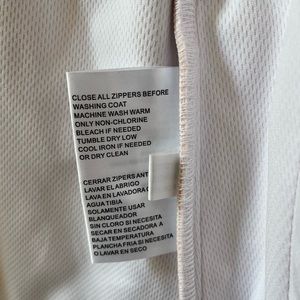 CLOSE ALL ZIPPERS BEFORE
WASHING COAT
MACHINE WASH WARM
ONLY NON-CHLORINE
BLEACH IF NEEDED
TUMBLE DRY LOW
COOL IRON IF NEEDED
OR DRY CLEAN
CERRAR ZIPERS ANT
LAVAR EL ABRIGO
LAVA EN LAVADORA C
AGUA TIBIA
SOLAMENTE USAR
BLANQUEADOR
SIN CLORO SI NECESITA
SECAR EN SECADORA A
BAJA TEMPERATURA
PLANCHA FRIA SI NECESITA
O LAVAR EN SECO